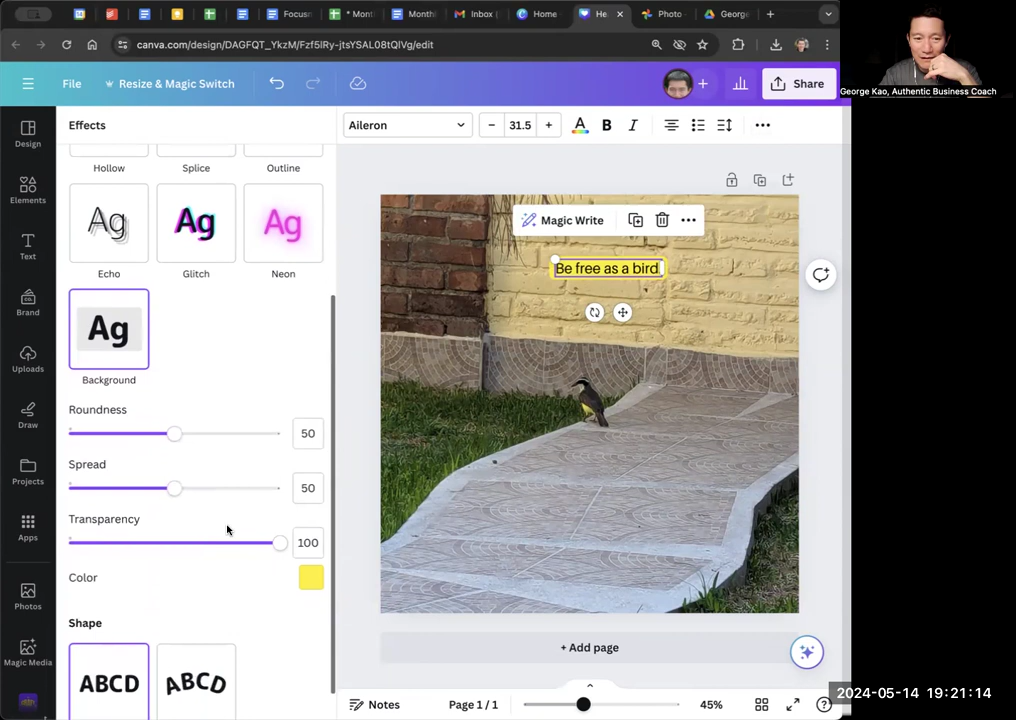 Focusn
* Mont
Month
Inbox (
Home
He
Photo
George
canva.com/design/DAGFQT_YkzM/Fzf5lRy-jtsYSAL08tQlVg/edit
George Kao, Authentic Business Coach
File
Resize & Magic Switch
Share
Effects
Aileron
31.5
B
I
A
Design
Elements
Text
Brand
Uploads
Draw
Projects
Apps
Photos
Magic Media
Hollow
Splice
Outline
Ag
Ag
Ag
Echo
Glitch
Neon
Ag
Background
Roundness
50
Spread
50
Transparency
100
Color
Shape
ABCD
ABCD
Magic Write
Be free as a bird
+ Add page
Notes
Page 1 / 1
45%
2024-05-14 19:21:14